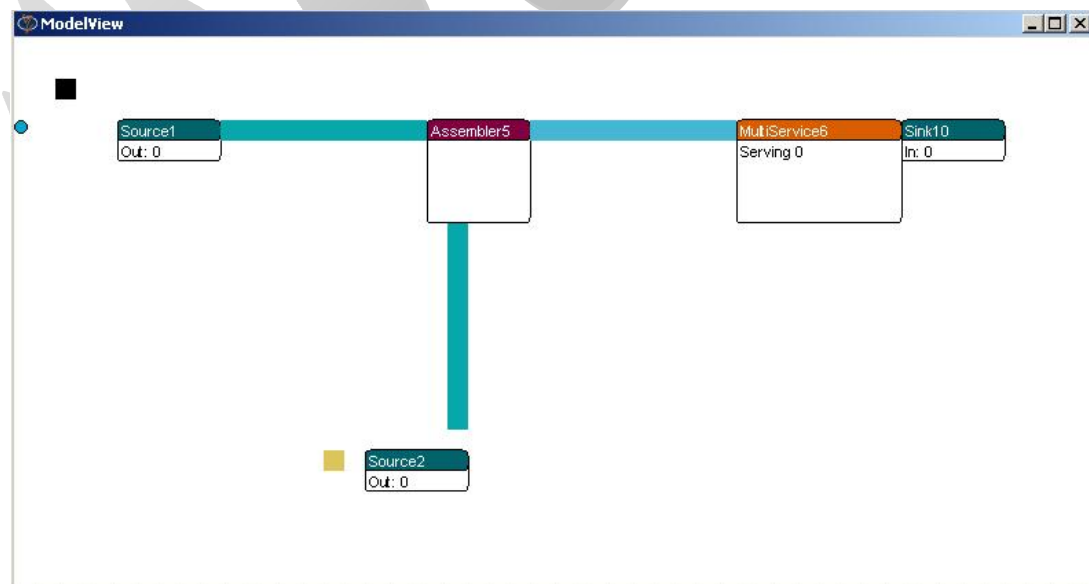 ModelView
Source1
Out: 0
Assembler5
MultiService6
Serving 0
Sink10
In: 0
Source2
Out: 0